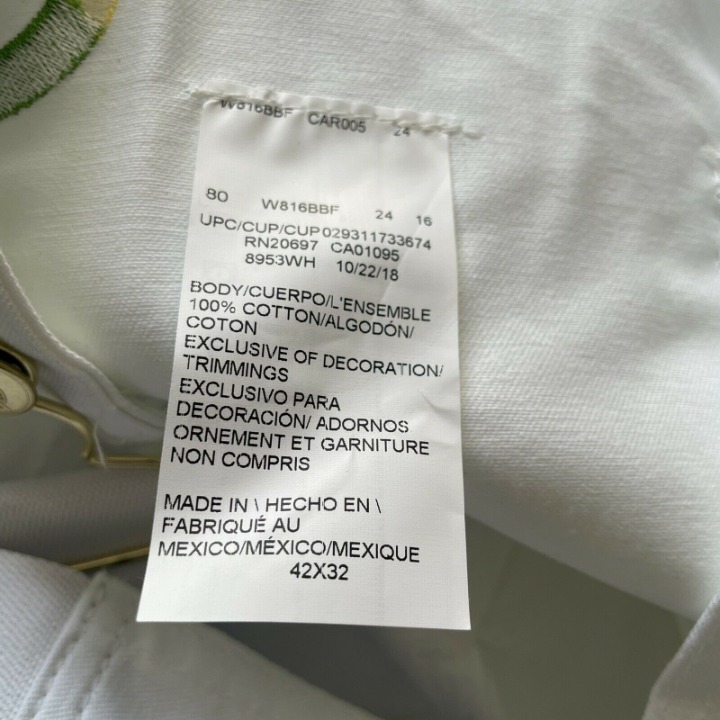 W816BBF CAR005 24
80 W816BBF 24 16
UPC/CUP/CUP029311733674
RN20697 CA01095
8953WH 10/22/18
BODY/CUERPO/L'ENSEMBLE
100% COTTON/ALGODÓN/
COTON
EXCLUSIVE OF DECORATION/
TRIMMINGS
EXCLUSIVO PARA
DECORACIÓN/ ADORNOS
ORNEMENT ET GARNITURE
NON COMPRIS
MADE IN \ HECHO EN \
FABRIQUÉ AU
MEXICO/MÉXICO/MEXIQUE
42X32